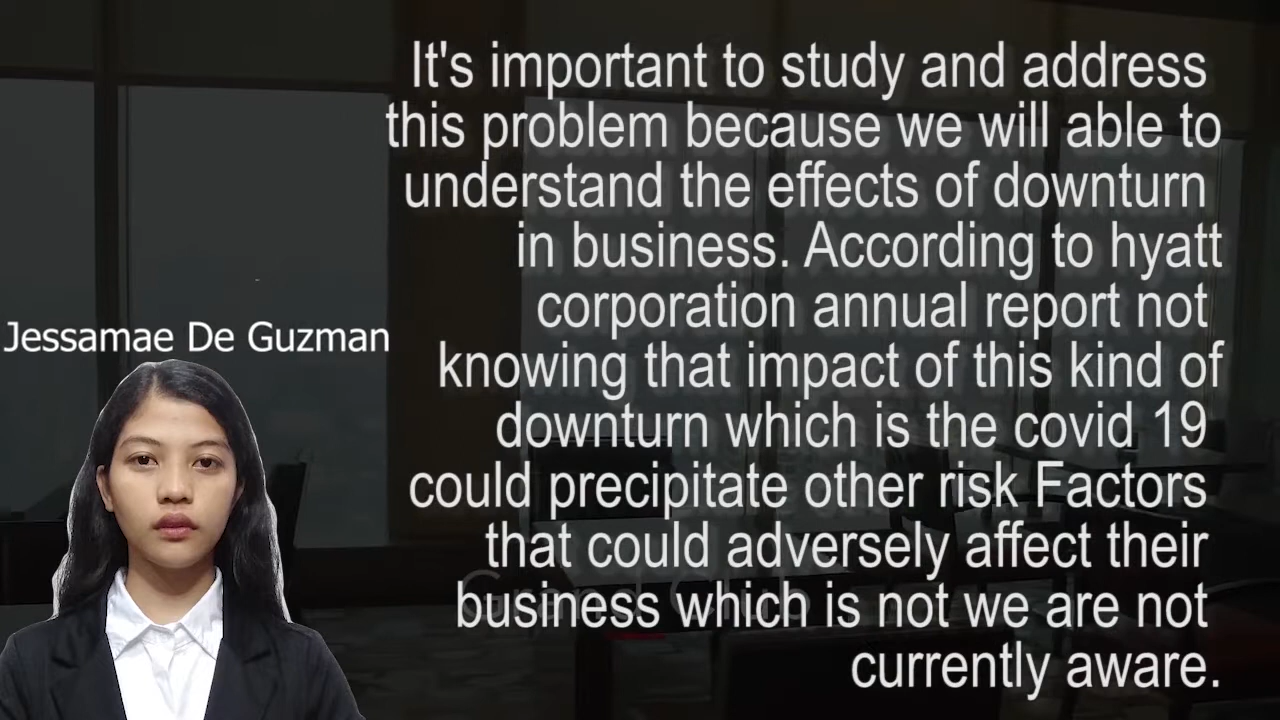 It's important to study and address
this problem because we will able to
understand the effects of downturn
in business. According to hyatt
corporation annual report not
knowing that impact of this kind of
downturn which is the covid 19
could precipitate other risk Factors
that could adversely affect their
business which is not we are not
currently aware.
Jessamae De Guzman
Grand Club